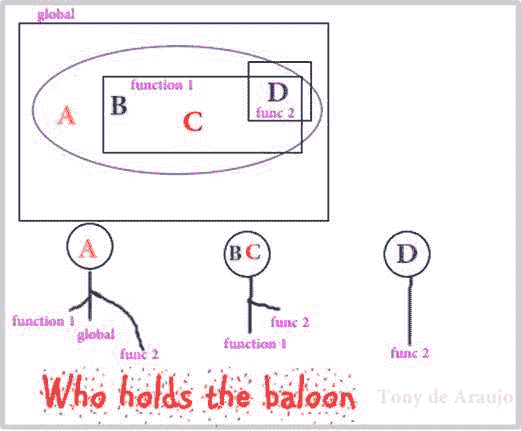 global
function 1
A
B
C
D
func 2
A
BC
D
function 1
global
func 2
func 2
function 1
func 2
Who holds the baloon
Tony de Araujo